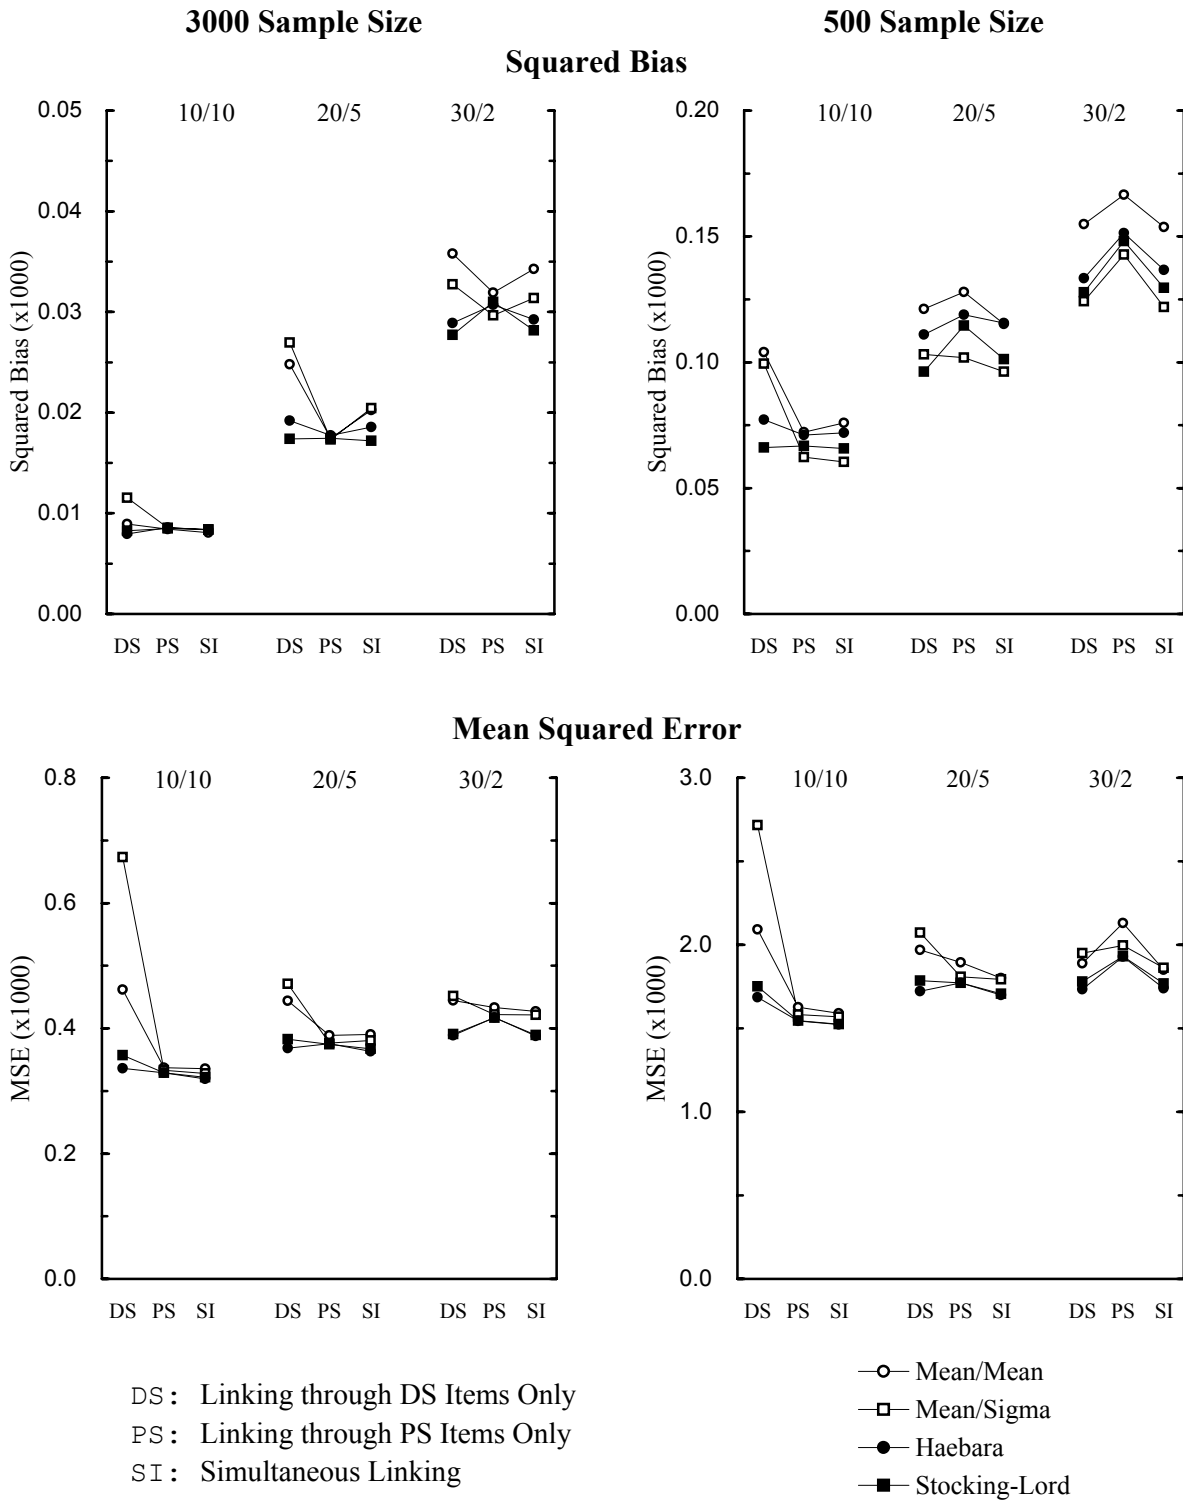 3000 Sample Size
500 Sample Size
Squared Bias
0.05
0.04
0.03
0.02
0.01
0.00
Squared Bias (x1000)
10/10
20/5
30/2
DS PS SI
DS PS SI
DS PS SI
0.20
0.15
0.10
0.05
0.00
Squared Bias (x1000)
10/10
20/5
30/2
DS PS SI
DS PS SI
DS PS SI
Mean Squared Error
0.8
0.6
0.4
0.2
0.0
MSE (x1000)
10/10
20/5
30/2
DS PS SI
DS PS SI
DS PS SI
3.0
2.0
1.0
0.0
MSE (x1000)
10/10
20/5
30/2
DS PS SI
DS PS SI
DS PS SI
DS: Linking through DS Items Only
PS: Linking through PS Items Only
SI: Simultaneous Linking
Mean/Mean
Mean/Sigma
Haebara
Stocking-Lord